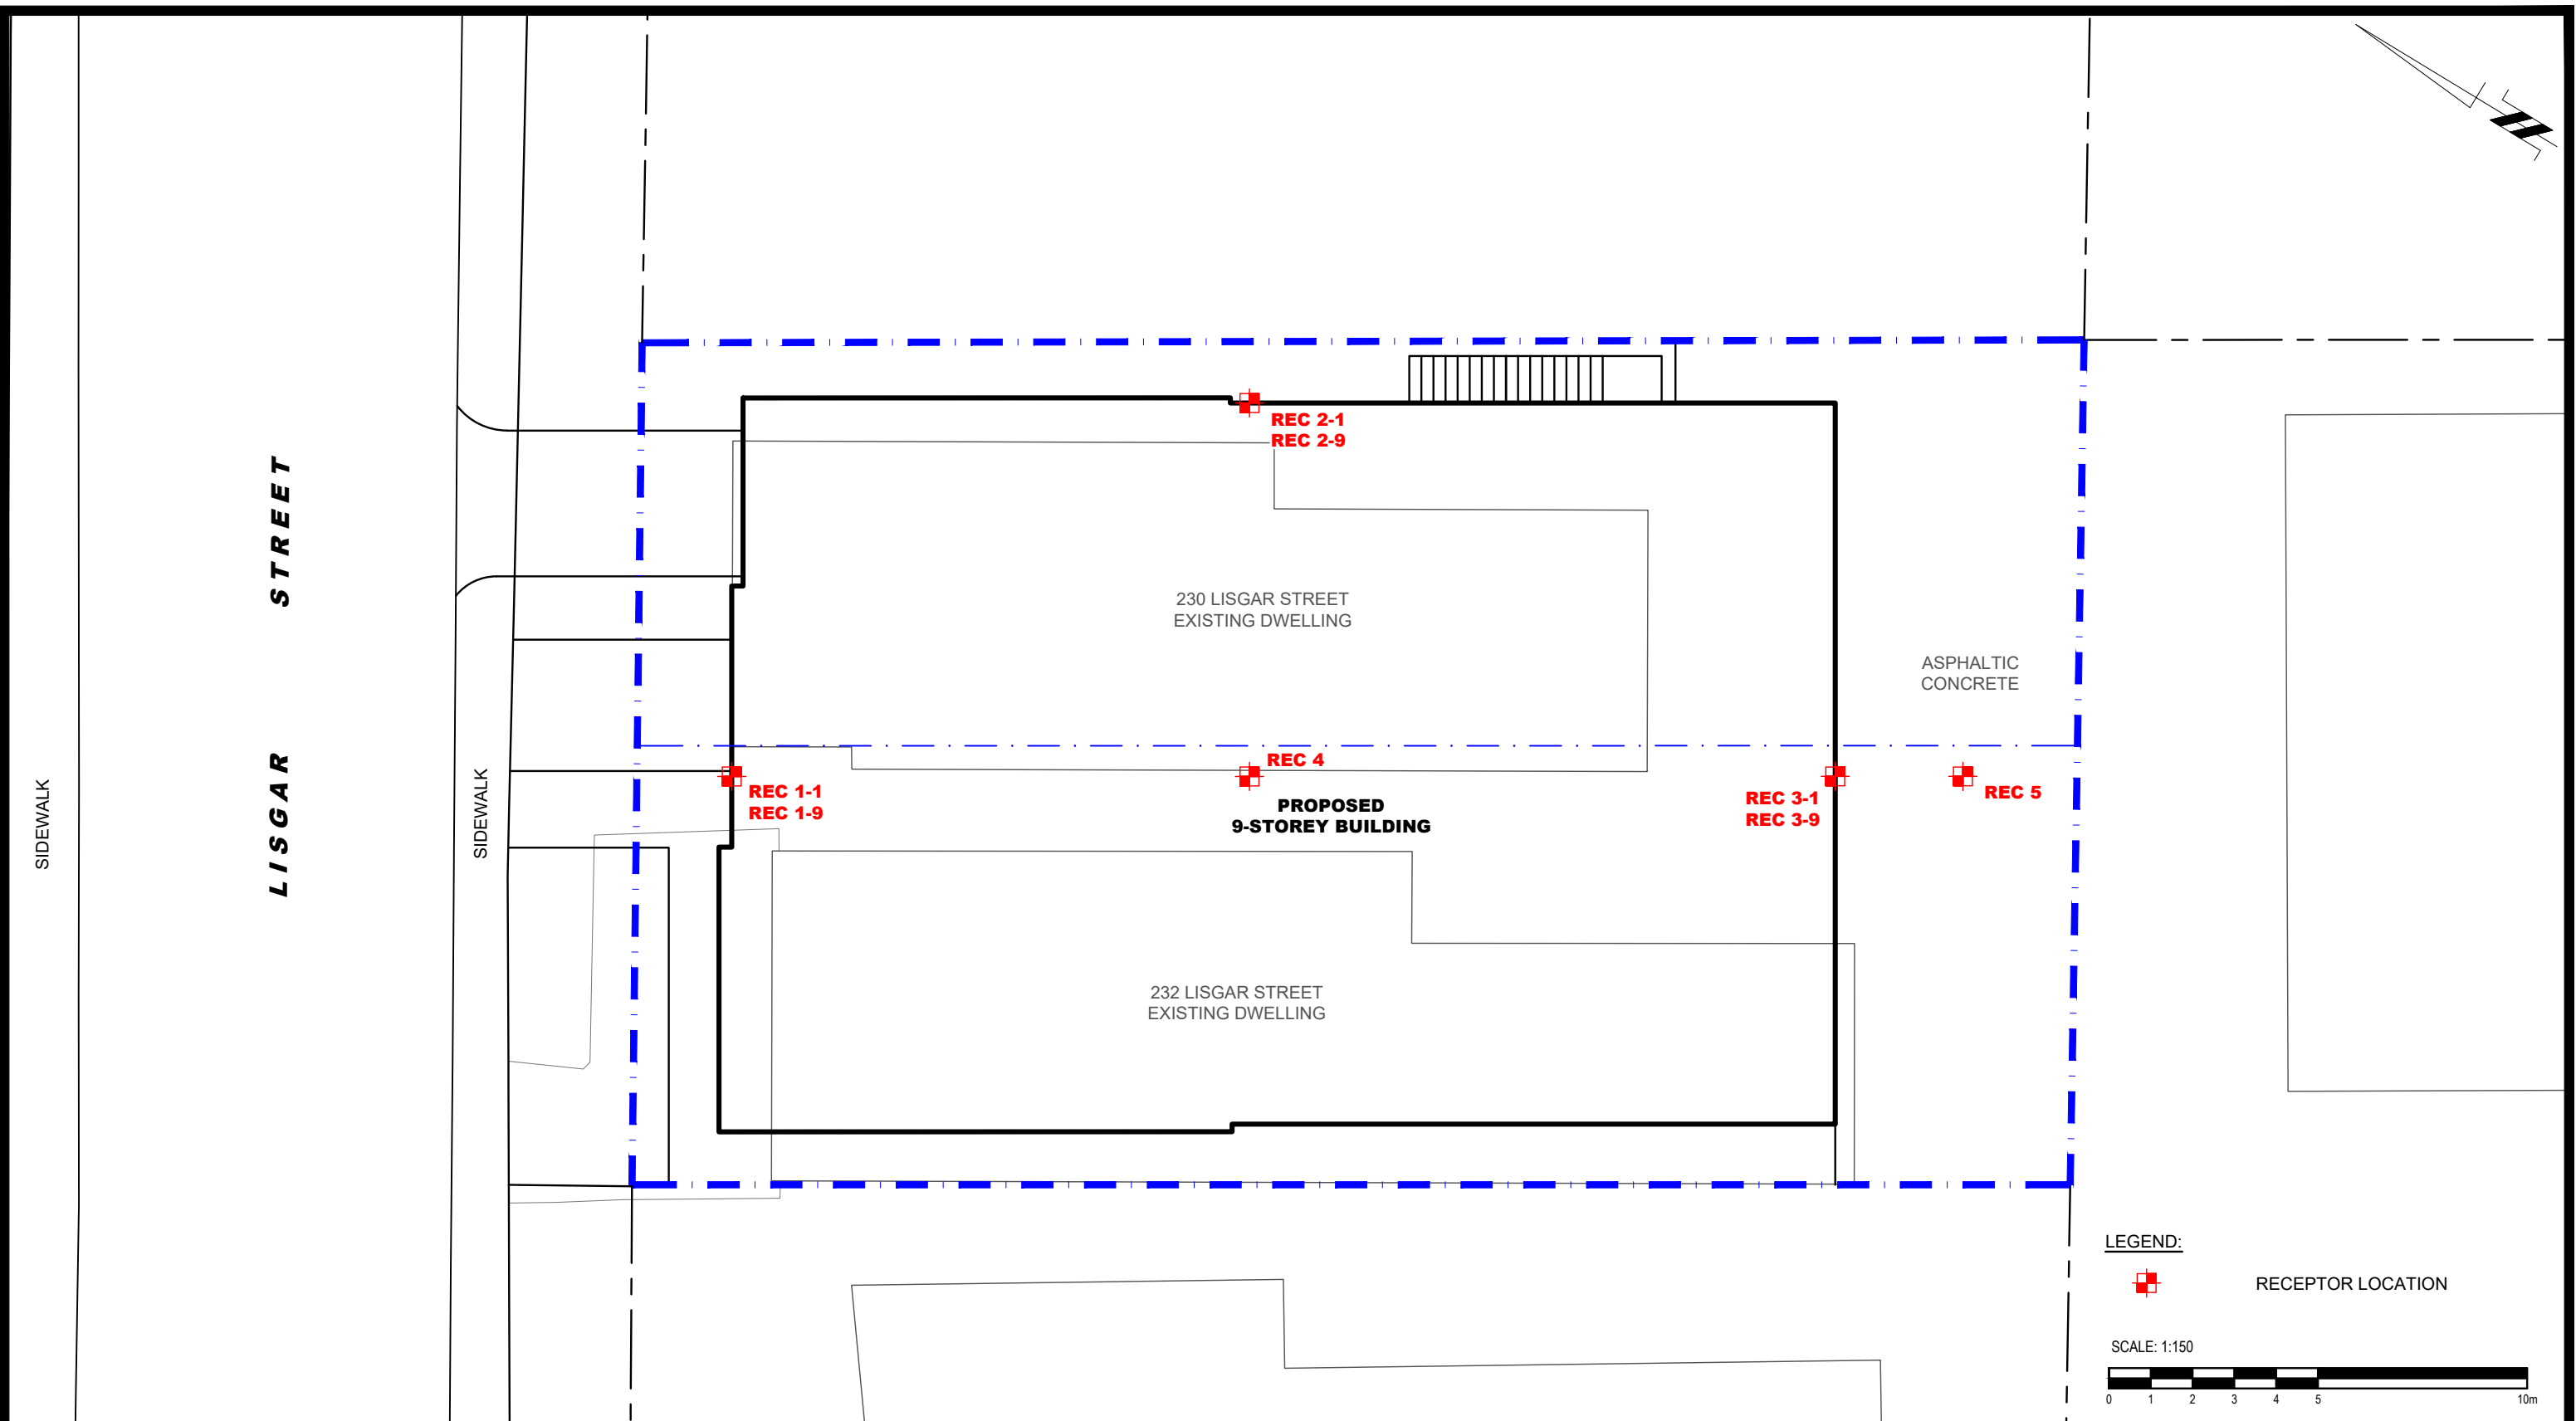 SIDEWALK
LISGAR STREET
SIDEWALK
REC 2-1
REC 2-9
230 LISGAR STREET
EXISTING DWELLING
ASPHALTIC
CONCRETE
REC 1-1
REC 1-9
REC 4
PROPOSED
9-STOREY BUILDING
REC 3-1
REC 3-9
REC 5
232 LISGAR STREET
EXISTING DWELLING
LEGEND:
RECEPTOR LOCATION
SCALE: 1:150
0 1 2 3 4 5 10m